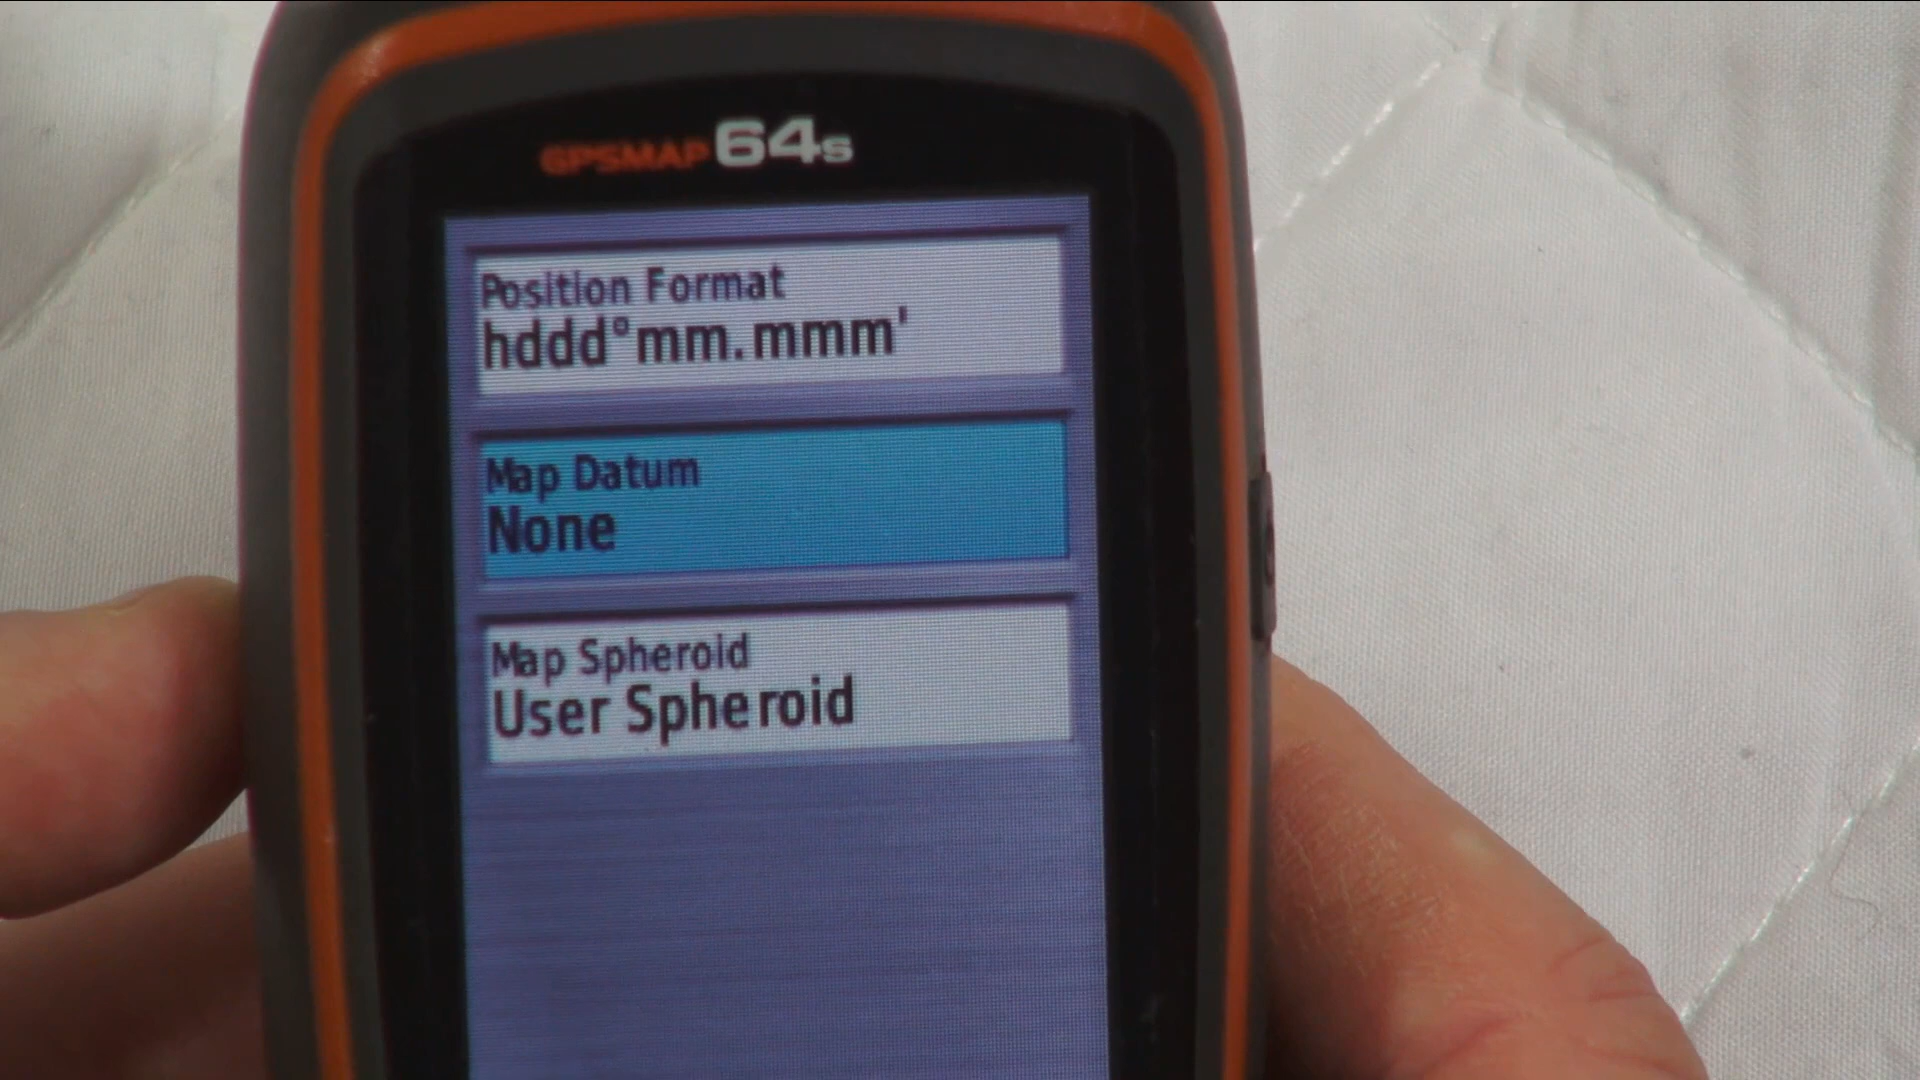 GPSMAP 64s
Position Format
hddd°mm.mmm'
Map Datum
None
Map Spheroid
User Spheroid